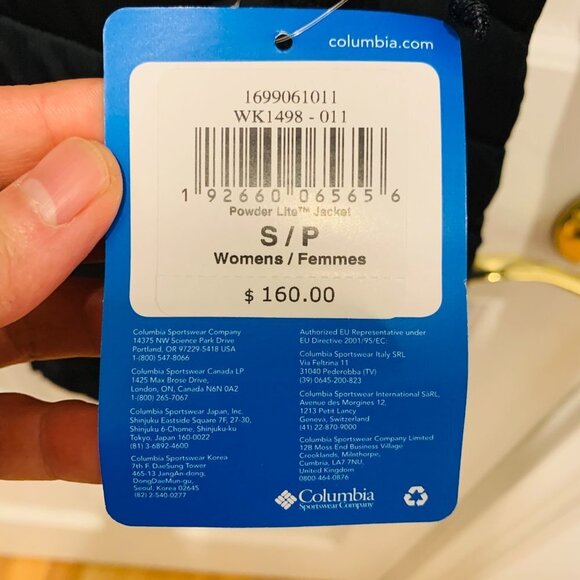 columbia.com
1699061011
WK1498 - 011
1 92660 06565 6
Powder Lite™ Jacket
S / P
Womens / Femmes
$ 160.00
Columbia Sportswear Company
14375 NW Science Park Drive
Portland, OR 97229-5418 USA
1-(800) 547-8066
Columbia Sportswear Canada LP
1425 Max Brose Drive,
London, ON, Canada N6N 0A2
1-(800) 265-7067
Columbia Sportswear Japan, Inc.
Shinjuku Eastside Square 7F, 27-30,
Shinjuku 6-Chome, Shinjuku-ku
Tokyo, Japan 160-0022
(81) 3-6892-4600
Columbia Sportswear Korea
7th F. DaeSung Tower
465-13 JangAn-dong,
DongDaeMun-gu,
Seoul, Korea 02645
(82) 2-540-0277
Authorized EU Representative under
EU Directive 2001/95/EC:
Columbia Sportswear Italy SRL
Via Feltrina 11
31040 Pederobba (TV)
(39) 0645-200-823
Columbia Sportswear International SaRL,
Avenue des Morgines 12,
1213 Petit Lancy
Geneva, Switzerland
(41) 22-870-9000
Columbia Sportswear Company Limited
12B Moss End Business Village
Crooklands, Milnthorpe,
Cumbria, LA7 7NU,
United Kingdom
0800-464-0876
Columbia
Sportswear Company